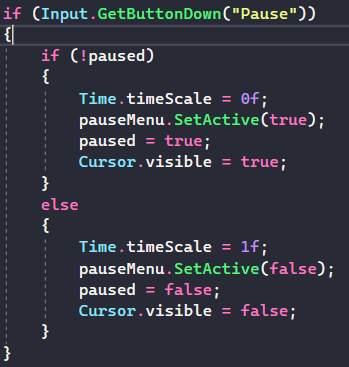 if (Input.GetButtonDown("Pause"))
{
    if (!paused)
    {
        Time.timeScale = 0f;
        pauseMenu.SetActive(true);
        paused = true;
        Cursor.visible = true;
    }
    else
    {
        Time.timeScale = 1f;
        pauseMenu.SetActive(false);
        paused = false;
        Cursor.visible = false;
    }
}